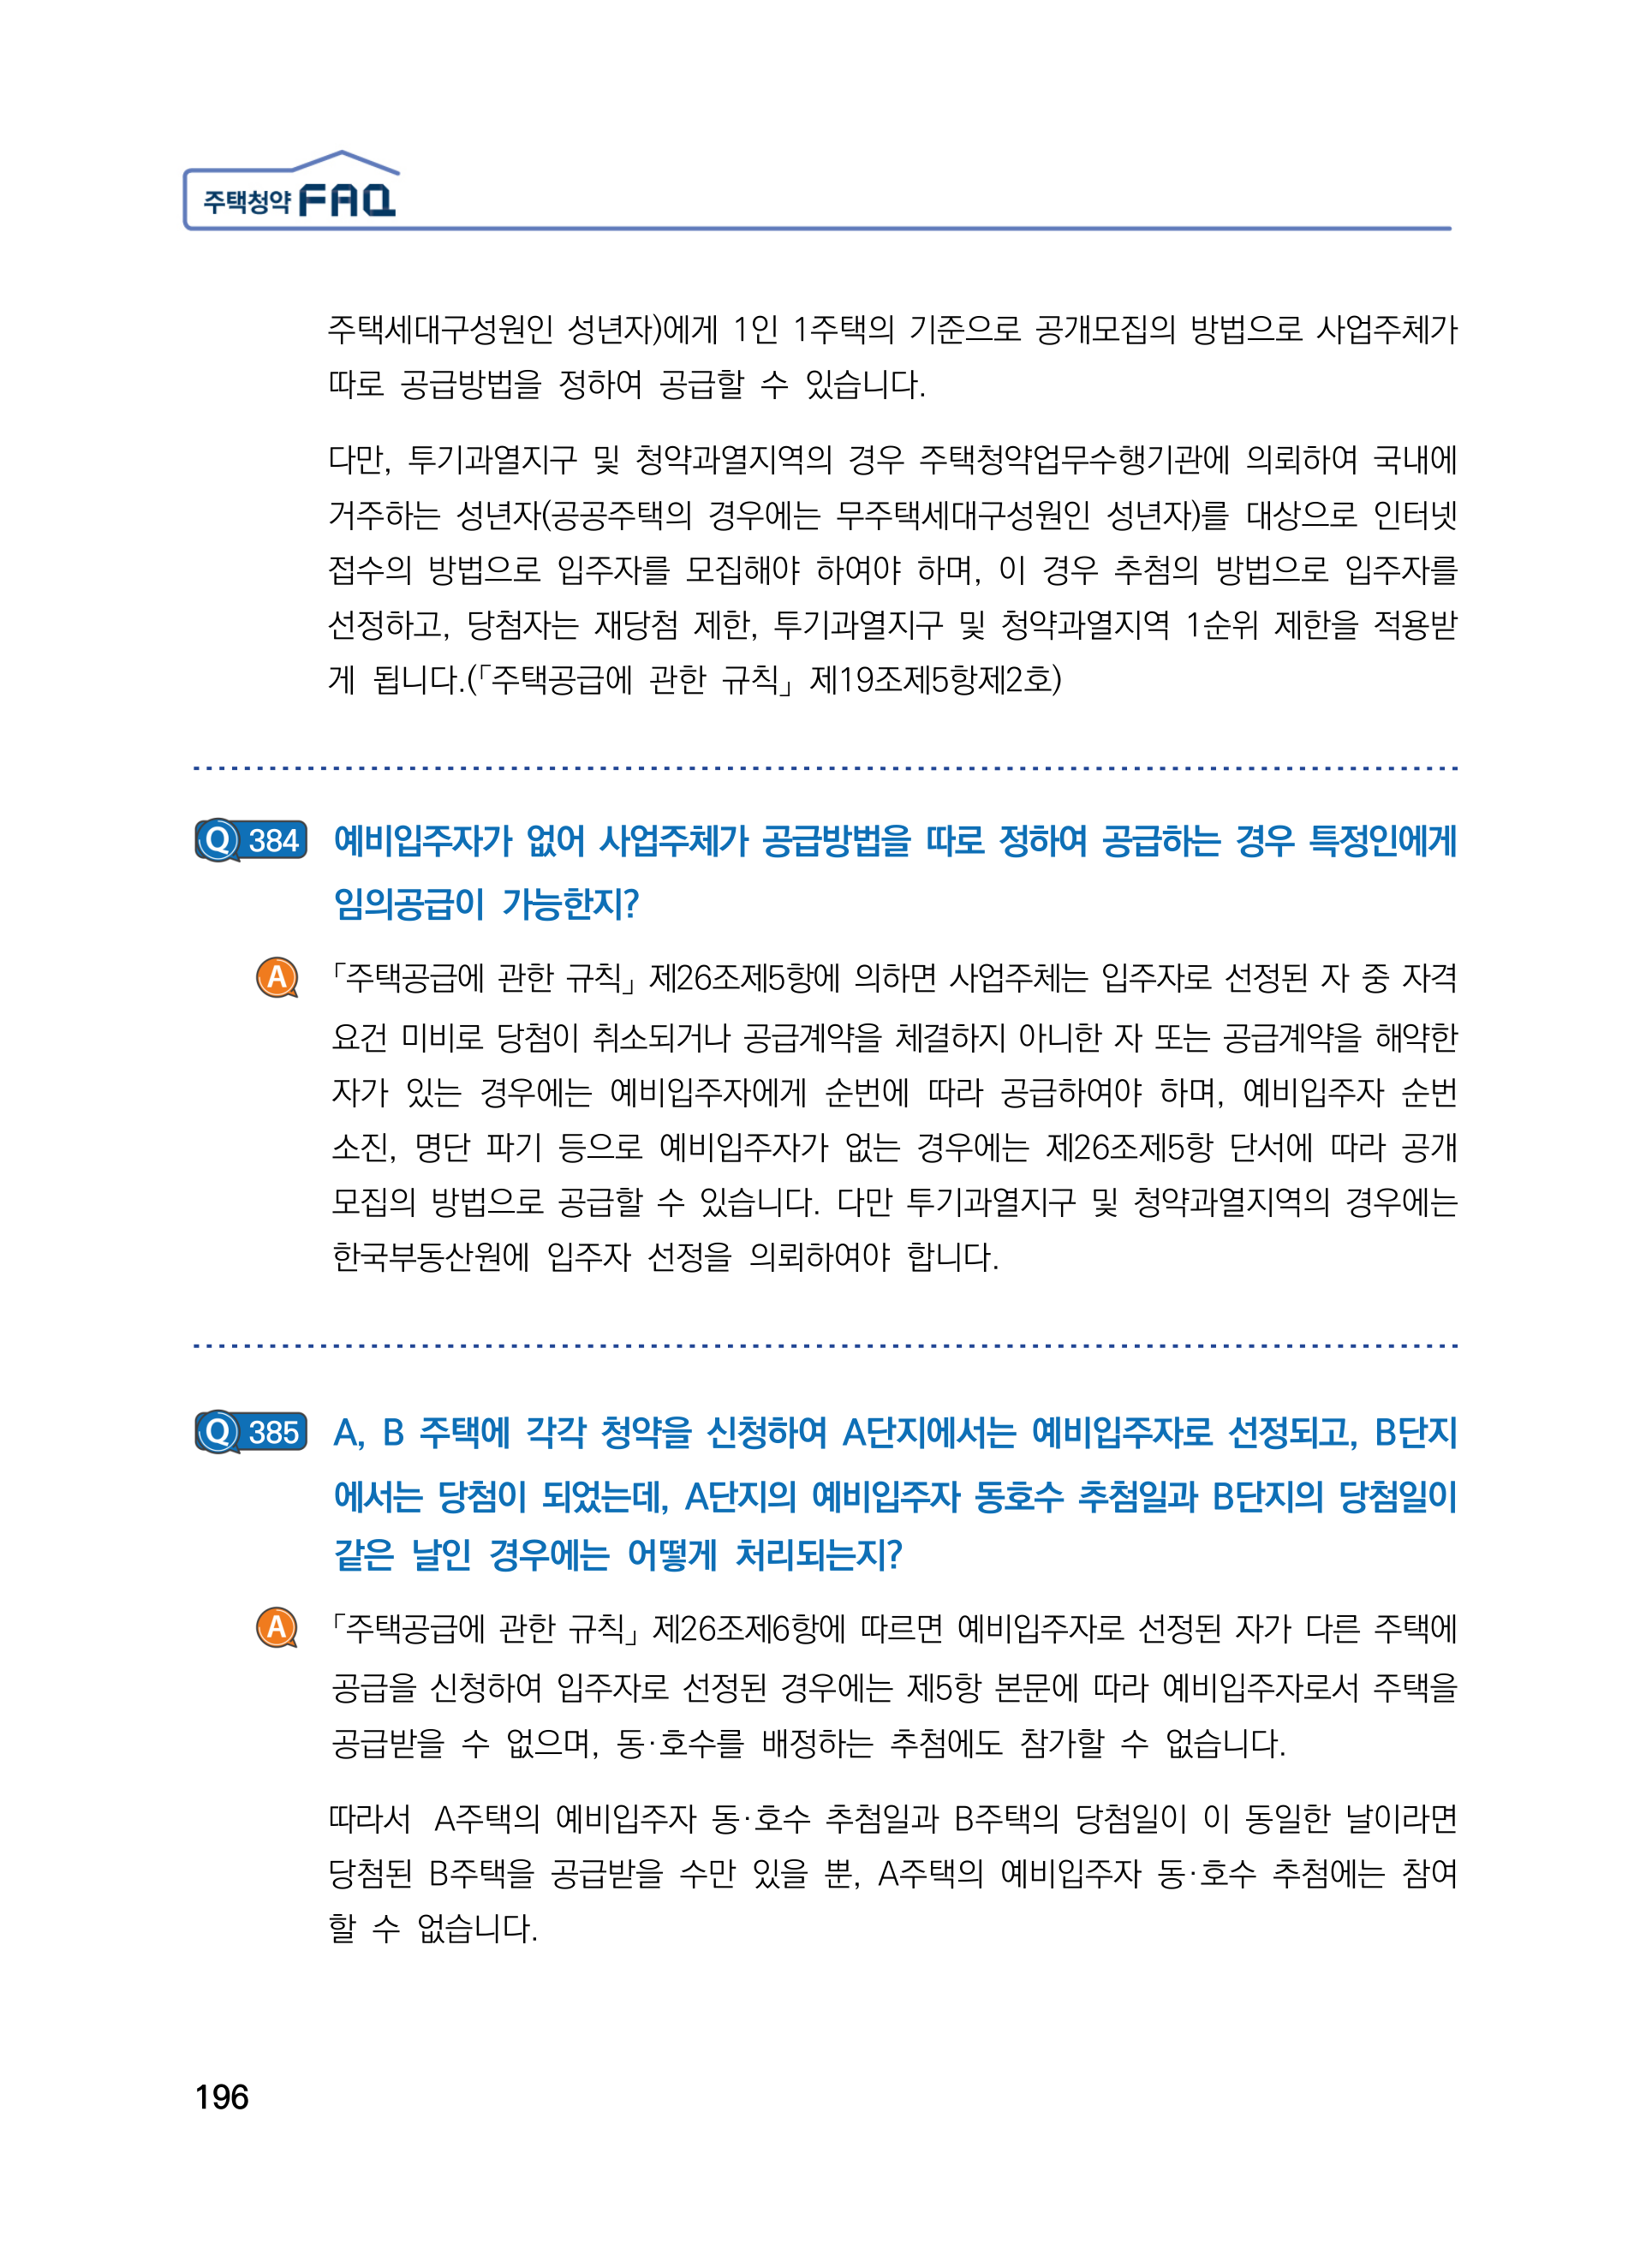 주택청약 FAQ
주택세대구성원인 성년자)에게 1인 1주택의 기준으로 공개모집의 방법으로 사업주체가
따로 공급방법을 정하여 공급할 수 있습니다.
다만, 투기과열지구 및 청약과열지역의 경우 주택청약업무수행기관에 의뢰하여 국내에
거주하는 성년자(공공주택의 경우에는 무주택세대구성원인 성년자)를 대상으로 인터넷
접수의 방법으로 입주자를 모집해야 하여야 하며, 이 경우 추첨의 방법으로 입주자를
선정하고, 당첨자는 재당첨 제한, 투기과열지구 및 청약과열지역 1순위 제한을 적용받
게 됩니다.(「주택공급에 관한 규칙」 제19조제5항제2호)
Q 384 예비입주자가 없어 사업주체가 공급방법을 따로 정하여 공급하는 경우 특정인에게
임의공급이 가능한지?
A 「주택공급에 관한 규칙」 제26조제5항에 의하면 사업주체는 입주자로 선정된 자 중 자격
요건 미비로 당첨이 취소되거나 공급계약을 체결하지 아니한 자 또는 공급계약을 해약한
자가 있는 경우에는 예비입주자에게 순번에 따라 공급하여야 하며, 예비입주자 순번
소진, 명단 파기 등으로 예비입주자가 없는 경우에는 제26조제5항 단서에 따라 공개
모집의 방법으로 공급할 수 있습니다. 다만 투기과열지구 및 청약과열지역의 경우에는
한국부동산원에 입주자 선정을 의뢰하여야 합니다.
Q 385 A, B 주택에 각각 청약을 신청하여 A단지에서는 예비입주자로 선정되고, B단지
에서는 당첨이 되었는데, A단지의 예비입주자 동호수 추첨일과 B단지의 당첨일이
같은 날인 경우에는 어떻게 처리되는지?
A 「주택공급에 관한 규칙」 제26조제6항에 따르면 예비입주자로 선정된 자가 다른 주택에
공급을 신청하여 입주자로 선정된 경우에는 제5항 본문에 따라 예비입주자로서 주택을
공급받을 수 없으며, 동·호수를 배정하는 추첨에도 참가할 수 없습니다.
따라서 A주택의 예비입주자 동·호수 추첨일과 B주택의 당첨일이 이 동일한 날이라면
당첨된 B주택을 공급받을 수만 있을 뿐, A주택의 예비입주자 동·호수 추첨에는 참여
할 수 없습니다.
196